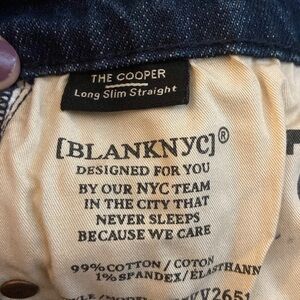 THE COOPER
Long Slim Straight
[BLANKNYC]®
DESIGNED FOR YOU
BY OUR NYC TEAM
IN THE CITY THAT
NEVER SLEEPS
BECAUSE WE CARE
99% COTTON / COTON
1% SPANDEX / ÉLASTHANN